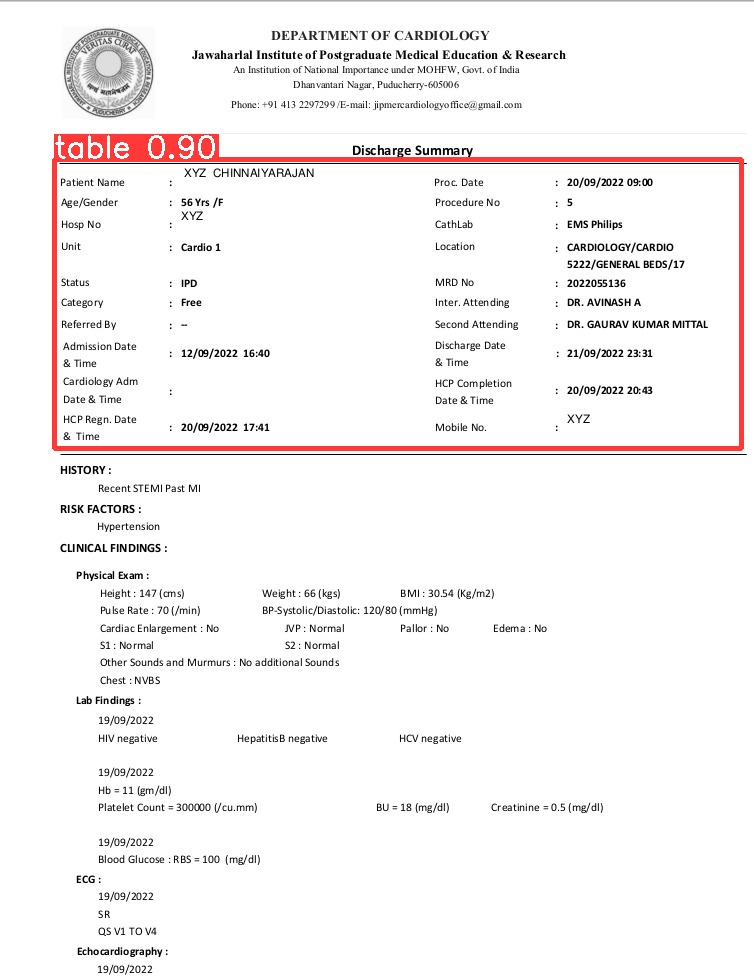 DEPARTMENT OF CARDIOLOGY
Jawaharlal Institute of Postgraduate Medical Education & Research
An Institution of National Importance under MOHFW, Govt. of India
Dhanvantari Nagar, Puducherry-605006
Phone: +91 413 2297299 /E-mail: jipmercardiologyoffice@gmail.com
VERITAS CURAT
table 0.90
Discharge Summary
Patient Name : XYZ CHINNAIYARAJAN Proc. Date : 20/09/2022 09:00
Age/Gender : 56 Yrs /F Procedure No : 5
Hosp No : XYZ CathLab : EMS Philips
Unit : Cardio 1 Location : CARDIOLOGY/CARDIO
5222/GENERAL BEDS/17
Status : IPD MRD No : 2022055136
Category : Free Inter. Attending : DR. AVINASH A
Referred By : -- Second Attending : DR. GAURAV KUMAR MITTAL
Admission Date & Time : 12/09/2022 16:40 Discharge Date & Time : 21/09/2022 23:31
Cardiology Adm Date & Time : HCP Completion Date & Time : 20/09/2022 20:43
HCP Regn. Date & Time : 20/09/2022 17:41 Mobile No. : XYZ
HISTORY :
Recent STEMI Past MI
RISK FACTORS :
Hypertension
CLINICAL FINDINGS :
Physical Exam :
Height : 147 (cms) Weight : 66 (kgs) BMI : 30.54 (Kg/m2)
Pulse Rate : 70 (/min) BP-Systolic/Diastolic: 120/80 (mmHg)
Cardiac Enlargement : No JVP : Normal Pallor : No Edema : No
S1 : Normal S2 : Normal
Other Sounds and Murmurs : No additional Sounds
Chest : NVBS
Lab Findings :
19/09/2022
HIV negative HepatitisB negative HCV negative
19/09/2022
Hb = 11 (gm/dl)
Platelet Count = 300000 (/cu.mm) BU = 18 (mg/dl) Creatinine = 0.5 (mg/dl)
19/09/2022
Blood Glucose : RBS = 100 (mg/dl)
ECG :
19/09/2022
SR
QS V1 TO V4
Echocardiography :
19/09/2022